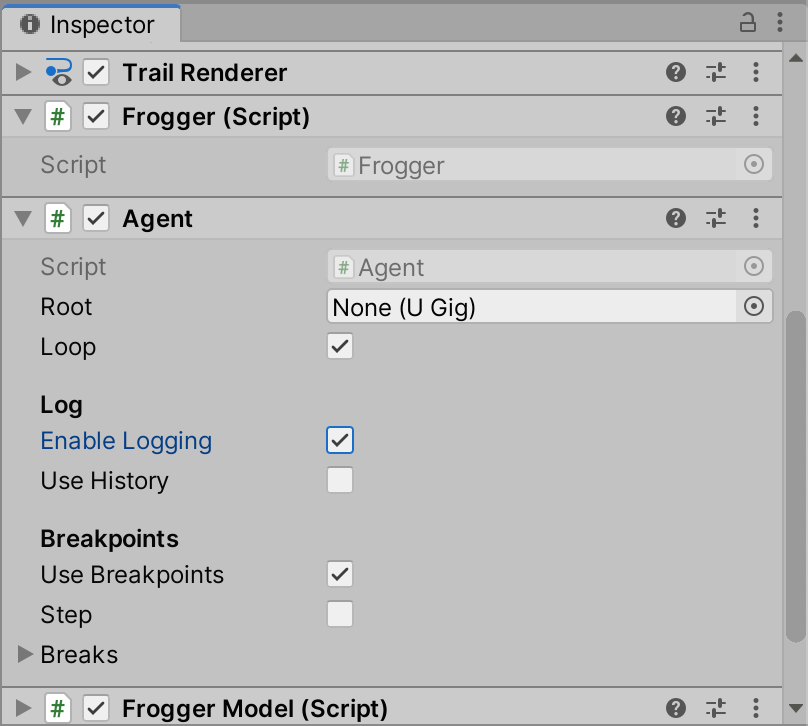 Inspector
Trail Renderer
# Frogger (Script)
Script # Frogger
# Agent
Script # Agent
Root None (U Gig)
Loop
Log
Enable Logging
Use History
Breakpoints
Use Breakpoints
Step
Breaks
# Frogger Model (Script)